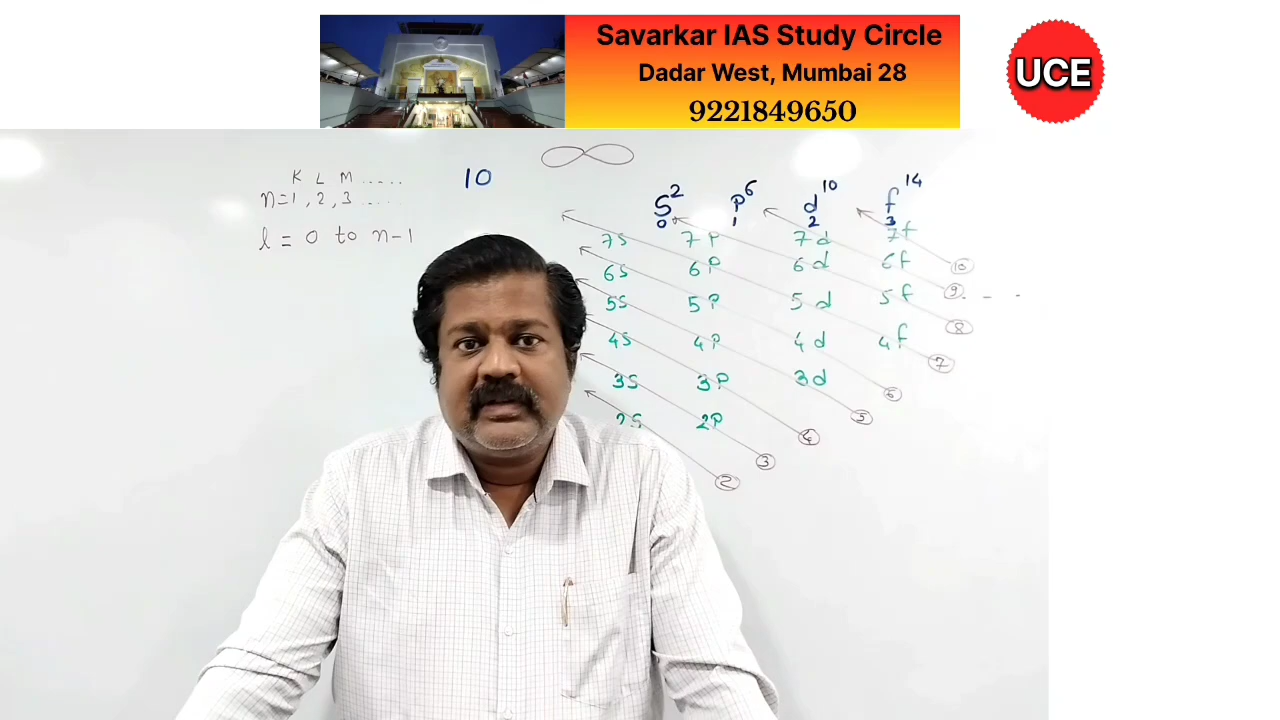 Savarkar IAS Study Circle
Dadar West, Mumbai 28
9221849650
UCE
K L M .....
n=1, 2, 3 .....
l = 0 to n-1
10
S² p⁶ d¹⁰ f¹⁴
0 1 2 3
7S 7P 7d 7f
6S 6P 6d 6f
5S 5P 5d 5f
4S 4P 4d 4f
3S 3P 3d
2S 2P
10
9
8
7
6
5
4
3
2